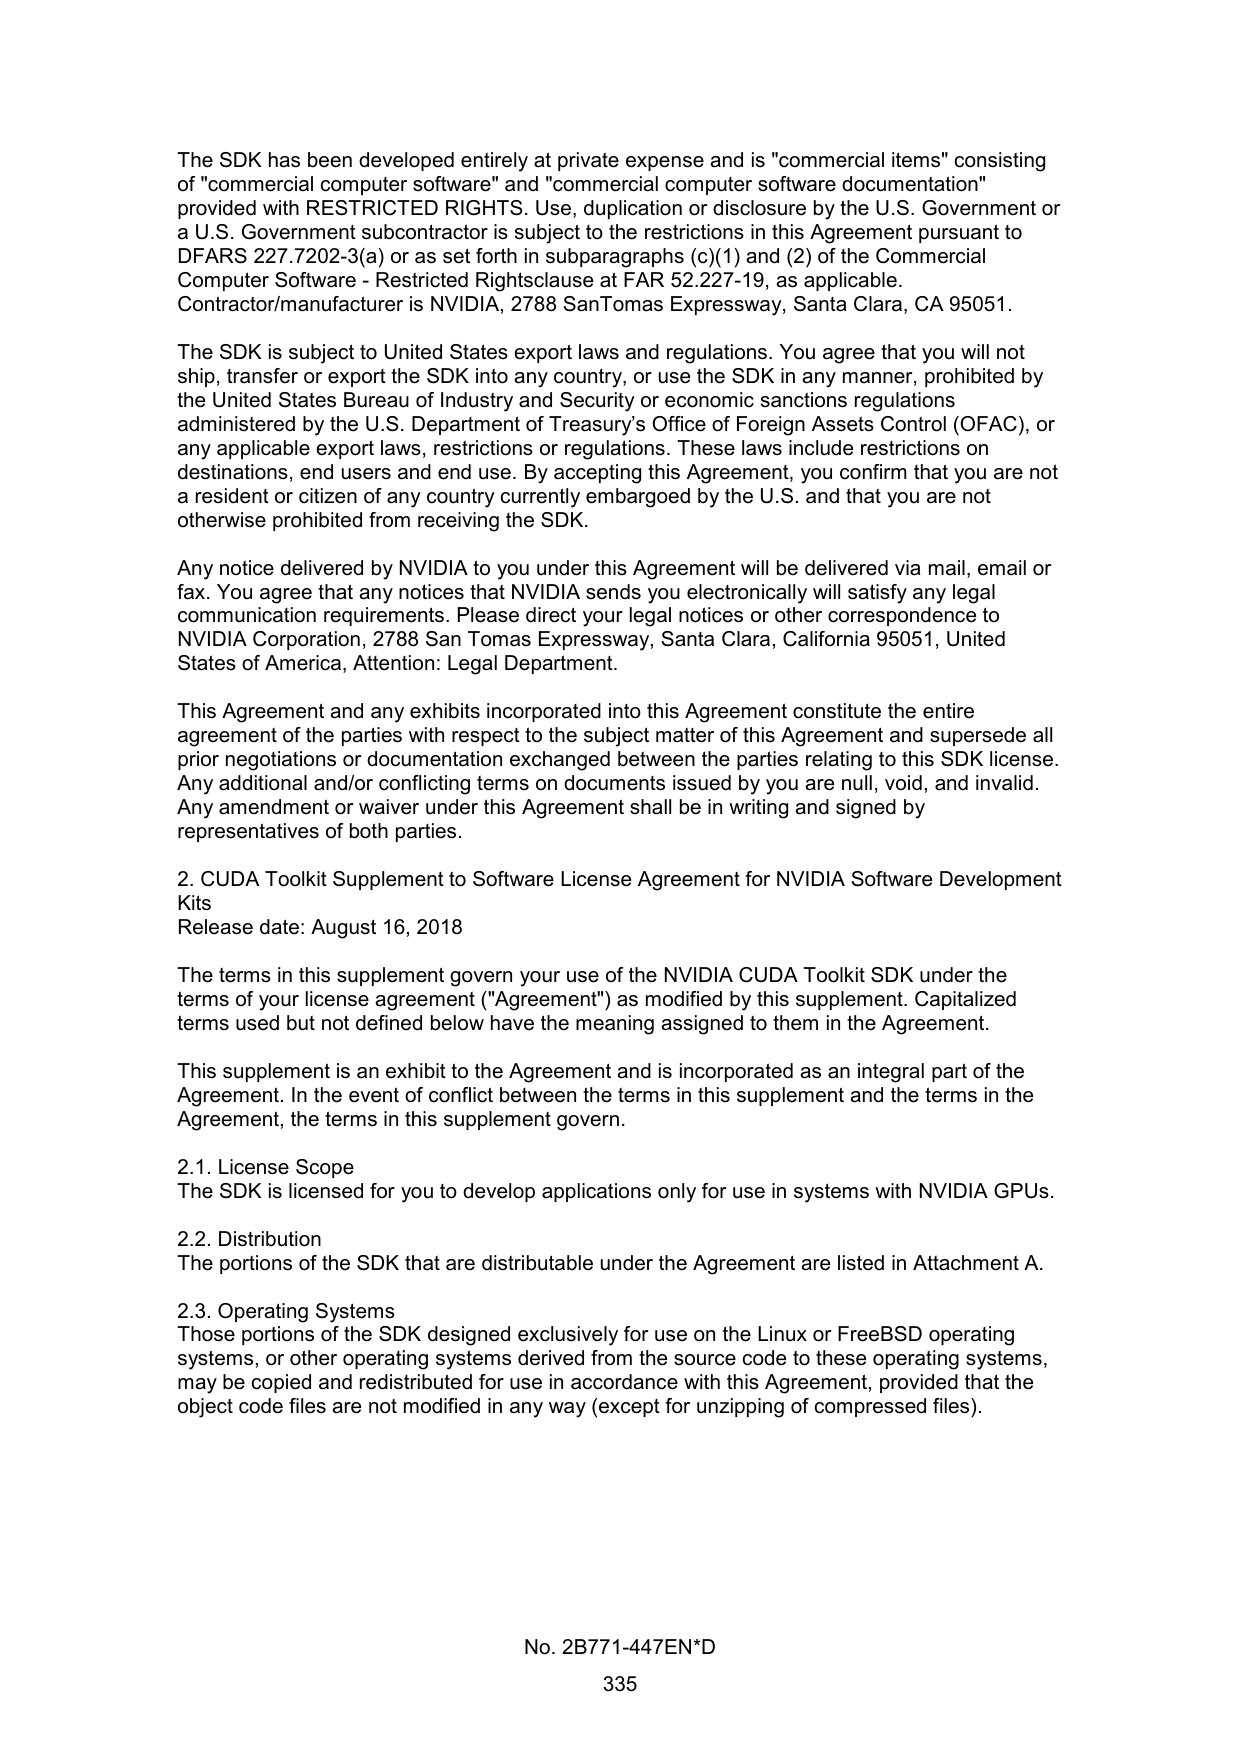 The SDK has been developed entirely at private expense and is "commercial items" consisting
of "commercial computer software" and "commercial computer software documentation"
provided with RESTRICTED RIGHTS. Use, duplication or disclosure by the U.S. Government or
a U.S. Government subcontractor is subject to the restrictions in this Agreement pursuant to
DFARS 227.7202-3(a) or as set forth in subparagraphs (c)(1) and (2) of the Commercial
Computer Software - Restricted Rightsclause at FAR 52.227-19, as applicable.
Contractor/manufacturer is NVIDIA, 2788 SanTomas Expressway, Santa Clara, CA 95051.
The SDK is subject to United States export laws and regulations. You agree that you will not
ship, transfer or export the SDK into any country, or use the SDK in any manner, prohibited by
the United States Bureau of Industry and Security or economic sanctions regulations
administered by the U.S. Department of Treasury’s Office of Foreign Assets Control (OFAC), or
any applicable export laws, restrictions or regulations. These laws include restrictions on
destinations, end users and end use. By accepting this Agreement, you confirm that you are not
a resident or citizen of any country currently embargoed by the U.S. and that you are not
otherwise prohibited from receiving the SDK.
Any notice delivered by NVIDIA to you under this Agreement will be delivered via mail, email or
fax. You agree that any notices that NVIDIA sends you electronically will satisfy any legal
communication requirements. Please direct your legal notices or other correspondence to
NVIDIA Corporation, 2788 San Tomas Expressway, Santa Clara, California 95051, United
States of America, Attention: Legal Department.
This Agreement and any exhibits incorporated into this Agreement constitute the entire
agreement of the parties with respect to the subject matter of this Agreement and supersede all
prior negotiations or documentation exchanged between the parties relating to this SDK license.
Any additional and/or conflicting terms on documents issued by you are null, void, and invalid.
Any amendment or waiver under this Agreement shall be in writing and signed by
representatives of both parties.
2. CUDA Toolkit Supplement to Software License Agreement for NVIDIA Software Development
Kits
Release date: August 16, 2018
The terms in this supplement govern your use of the NVIDIA CUDA Toolkit SDK under the
terms of your license agreement ("Agreement") as modified by this supplement. Capitalized
terms used but not defined below have the meaning assigned to them in the Agreement.
This supplement is an exhibit to the Agreement and is incorporated as an integral part of the
Agreement. In the event of conflict between the terms in this supplement and the terms in the
Agreement, the terms in this supplement govern.
2.1. License Scope
The SDK is licensed for you to develop applications only for use in systems with NVIDIA GPUs.
2.2. Distribution
The portions of the SDK that are distributable under the Agreement are listed in Attachment A.
2.3. Operating Systems
Those portions of the SDK designed exclusively for use on the Linux or FreeBSD operating
systems, or other operating systems derived from the source code to these operating systems,
may be copied and redistributed for use in accordance with this Agreement, provided that the
object code files are not modified in any way (except for unzipping of compressed files).
No. 2B771-447EN*D
335